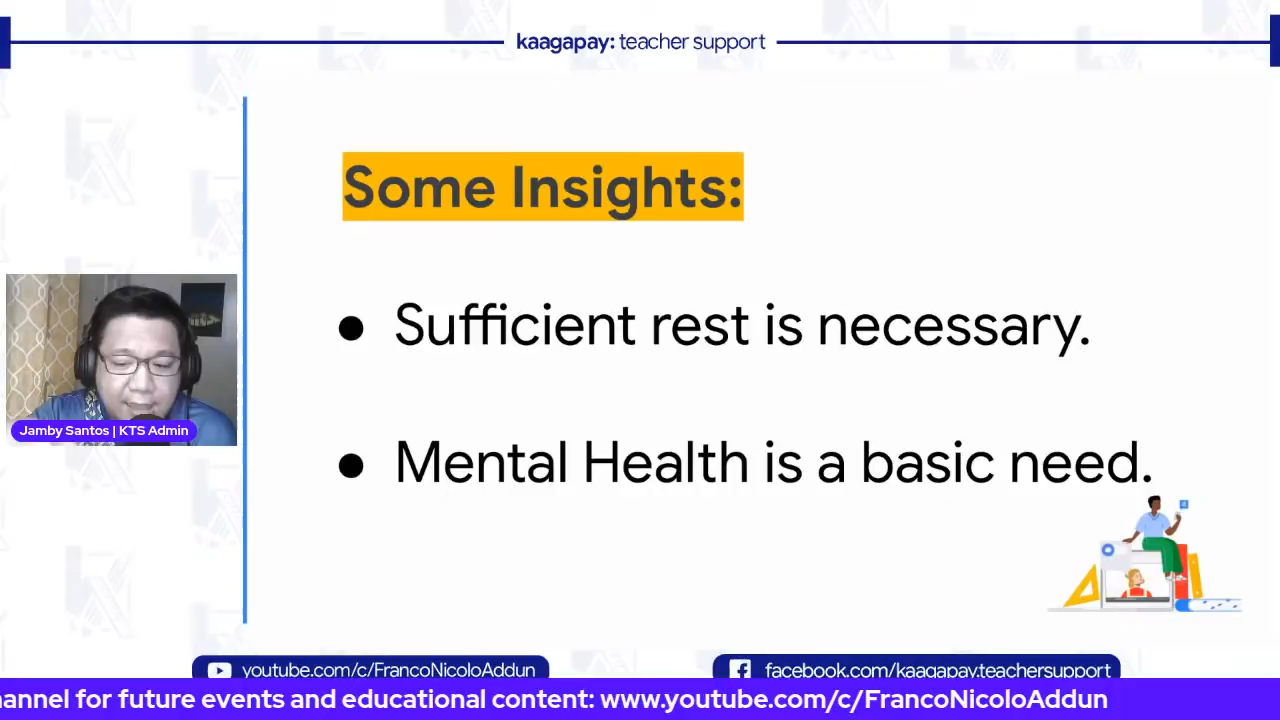 kaagapay: teacher support
Some Insights:
● Sufficient rest is necessary.
● Mental Health is a basic need.
Jamby Santos | KTS Admin
youtube.com/c/FrancoNicoloAddun
facebook.com/kaagapay.teachersupport
hannel for future events and educational content: www.youtube.com/c/FrancoNicoloAddun